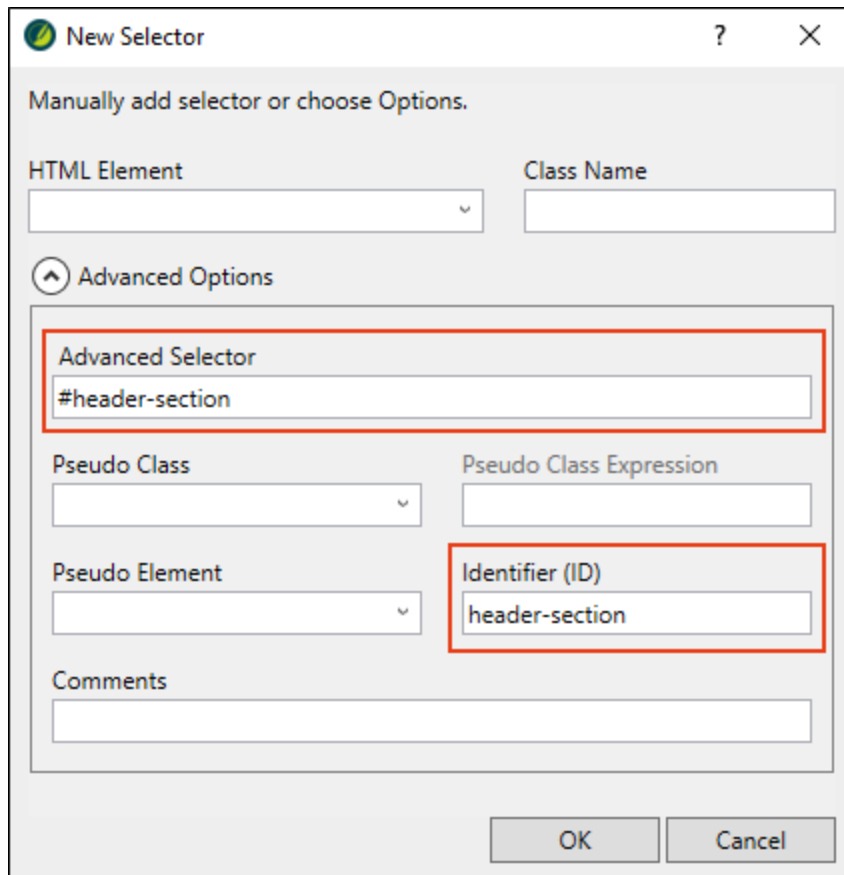 New Selector ?
Manually add selector or choose Options.
HTML Element Class Name
Advanced Options
Advanced Selector
#header-section
Pseudo Class Pseudo Class Expression
Pseudo Element Identifier (ID)
header-section
Comments
OK Cancel